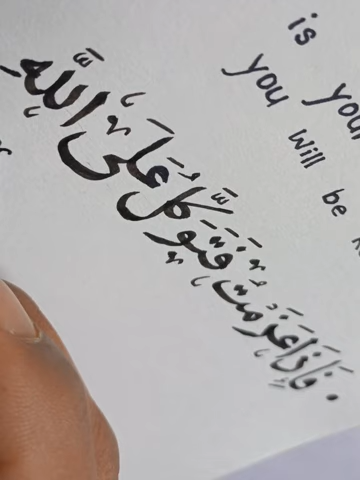 is your
you will be
فَإِذَا عَزَمْتَ فَتَوَكَّلْ عَلَى اللَّهِ